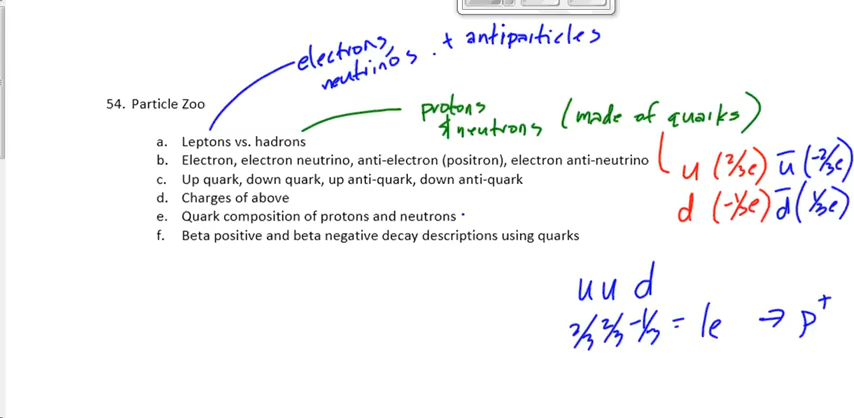 electrons, neutrinos . + antiparticles
54. Particle Zoo
protons & neutrons (made of quarks)
a. Leptons vs. hadrons
b. Electron, electron neutrino, anti-electron (positron), electron anti-neutrino
c. Up quark, down quark, up anti-quark, down anti-quark
d. Charges of above
e. Quark composition of protons and neutrons
f. Beta positive and beta negative decay descriptions using quarks
u (2/3e) ū (-2/3e)
d (-1/3e) d̄ (1/3e)
u u d
2/3 2/3 -1/3 = 1e ⇒ p⁺